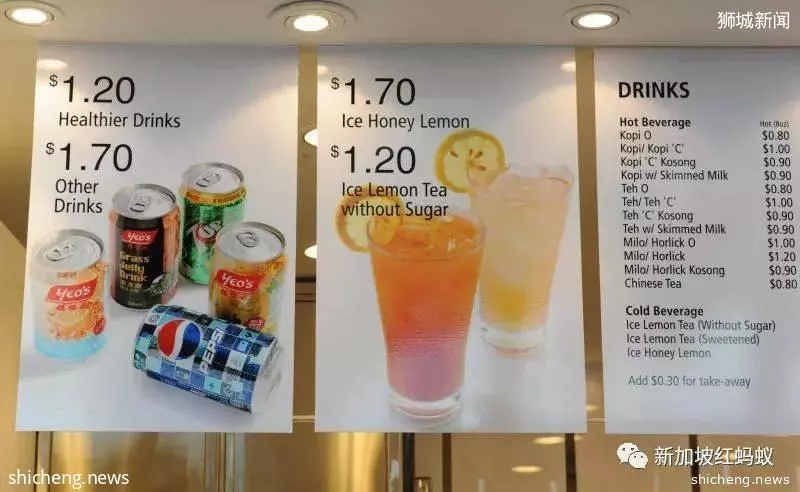 狮城新闻
$1.20
Healthier Drinks
$1.70
Other
Drinks
YEO'S
YEO'S
Grass
Jelly
Drink
YEO'S
PEPSI
$1.70
Ice Honey Lemon
$1.20
Ice Lemon Tea
without Sugar
DRINKS
Hot Beverage Hot (8oz)
Kopi O $0.80
Kopi/ Kopi 'C' $1.00
Kopi 'C' Kosong $0.90
Kopi w/ Skimmed Milk $0.90
Teh O $0.80
Teh/ Teh 'C' $1.00
Teh 'C' Kosong $0.90
Teh w/ Skimmed Milk $0.90
Milo/ Horlick O $1.00
Milo/ Horlick $1.20
Milo/ Horlick Kosong $0.90
Chinese Tea $0.80
Cold Beverage
Ice Lemon Tea (Without Sugar)
Ice Lemon Tea (Sweetened)
Ice Honey Lemon
Add $0.30 for take-away
新加坡红蚂蚁
shicheng.news
shicheng.news